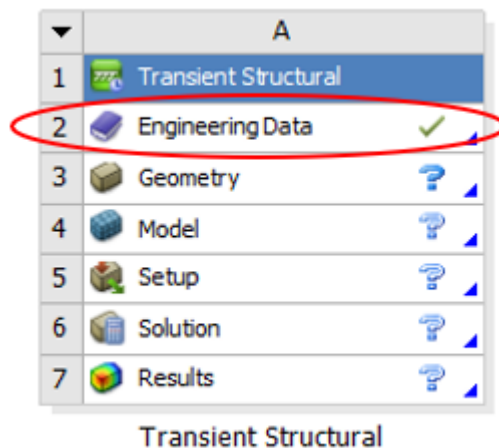 A
1 Transient Structural
2 Engineering Data
3 Geometry
4 Model
5 Setup
6 Solution
7 Results
Transient Structural